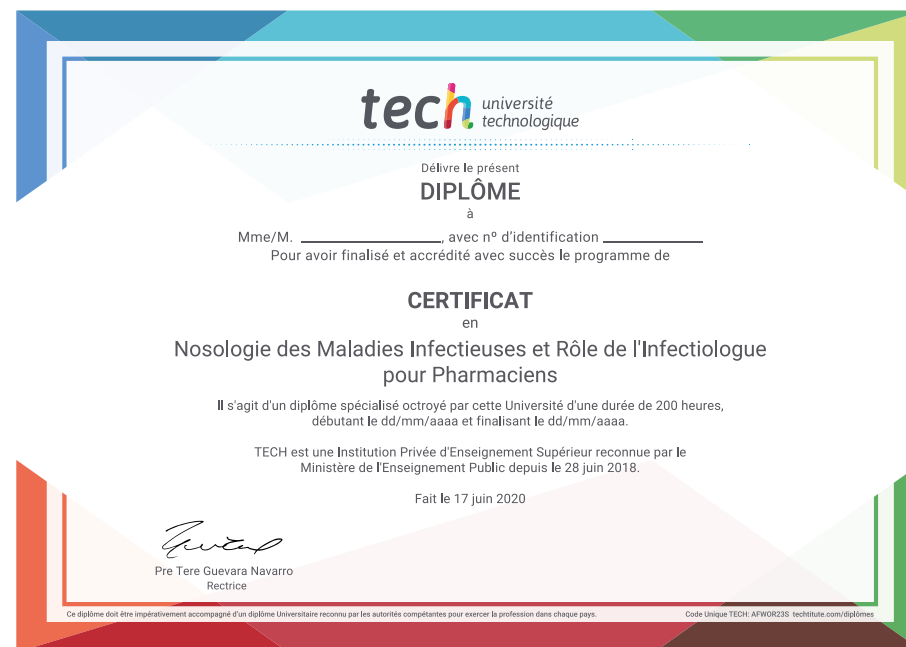 tech université
technologique
Délivre le présent
DIPLÔME
à
Mme/M. ____________________, avec nº d'identification ______________
Pour avoir finalisé et accrédité avec succès le programme de
CERTIFICAT
en
Nosologie des Maladies Infectieuses et Rôle de l'Infectiologue
pour Pharmaciens
Il s'agit d'un diplôme spécialisé octroyé par cette Université d'une durée de 200 heures,
débutant le dd/mm/aaaa et finalisant le dd/mm/aaaa.
TECH est une Institution Privée d'Enseignement Supérieur reconnue par le
Ministère de l'Enseignement Public depuis le 28 juin 2018.
Fait le 17 juin 2020
Pre Tere Guevara Navarro
Rectrice
Ce diplôme doit être impérativement accompagné d'un diplôme Universitaire reconnu par les autorités compétantes pour exercer la profession dans chaque pays. Code Unique TECH: AFWOR23S techtitute.com/diplômes